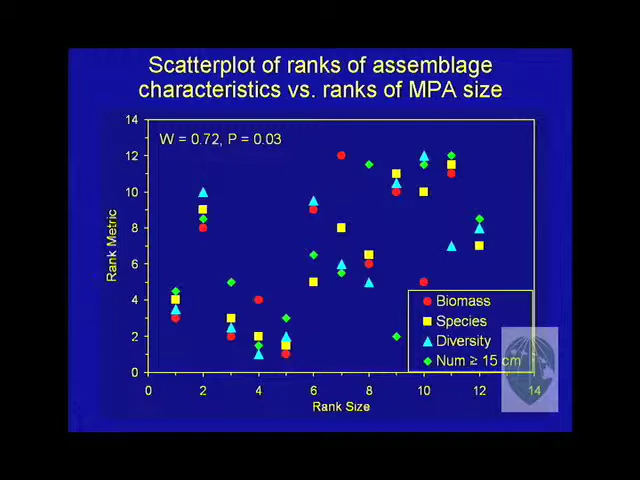 Scatterplot of ranks of assemblage
characteristics vs. ranks of MPA size
W = 0.72, P = 0.03
14
12
10
8
6
4
2
0
Rank Metric
0 2 4 6 8 10 12 14
Rank Size
Biomass
Species
Diversity
Num ≥ 15 cm